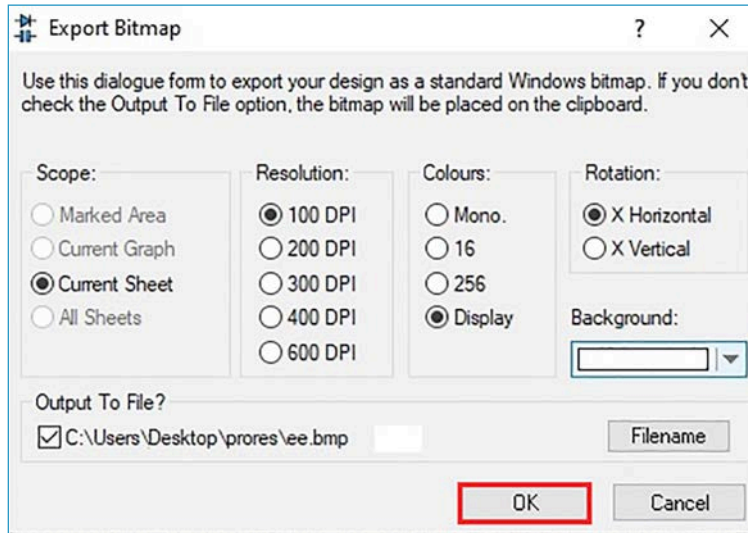 Export Bitmap
?
Use this dialogue form to export your design as a standard Windows bitmap. If you don't
check the Output To File option, the bitmap will be placed on the clipboard.
Scope:
Marked Area
Current Graph
Current Sheet
All Sheets
Resolution:
100 DPI
200 DPI
300 DPI
400 DPI
600 DPI
Colours:
Mono.
16
256
Display
Rotation:
X Horizontal
X Vertical
Background:
Output To File?
C:\Users\Desktop\prores\ee.bmp
Filename
OK
Cancel